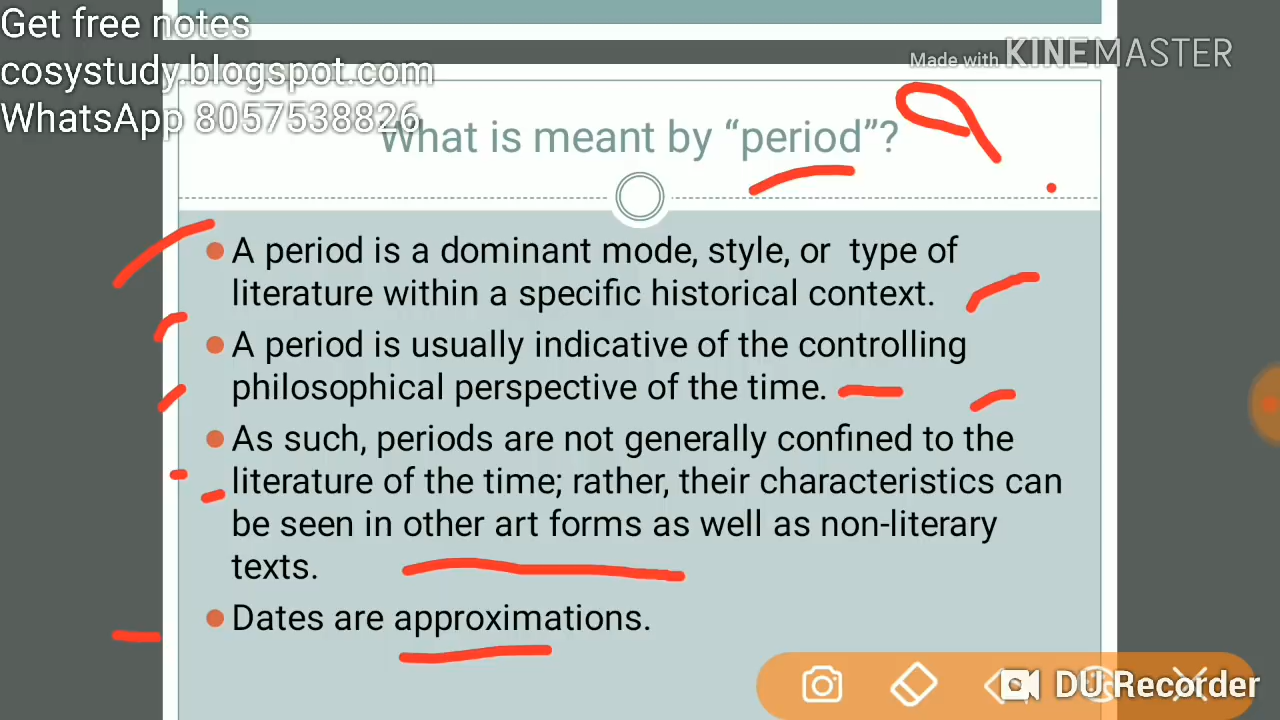 Get free notes
cosystudy.blogspot.com
Made with KINEMASTER
WhatsApp 8057538826
What is meant by “period”?
A period is a dominant mode, style, or type of
literature within a specific historical context.
A period is usually indicative of the controlling
philosophical perspective of the time.
As such, periods are not generally confined to the
literature of the time; rather, their characteristics can
be seen in other art forms as well as non-literary
texts.
Dates are approximations.
DU Recorder